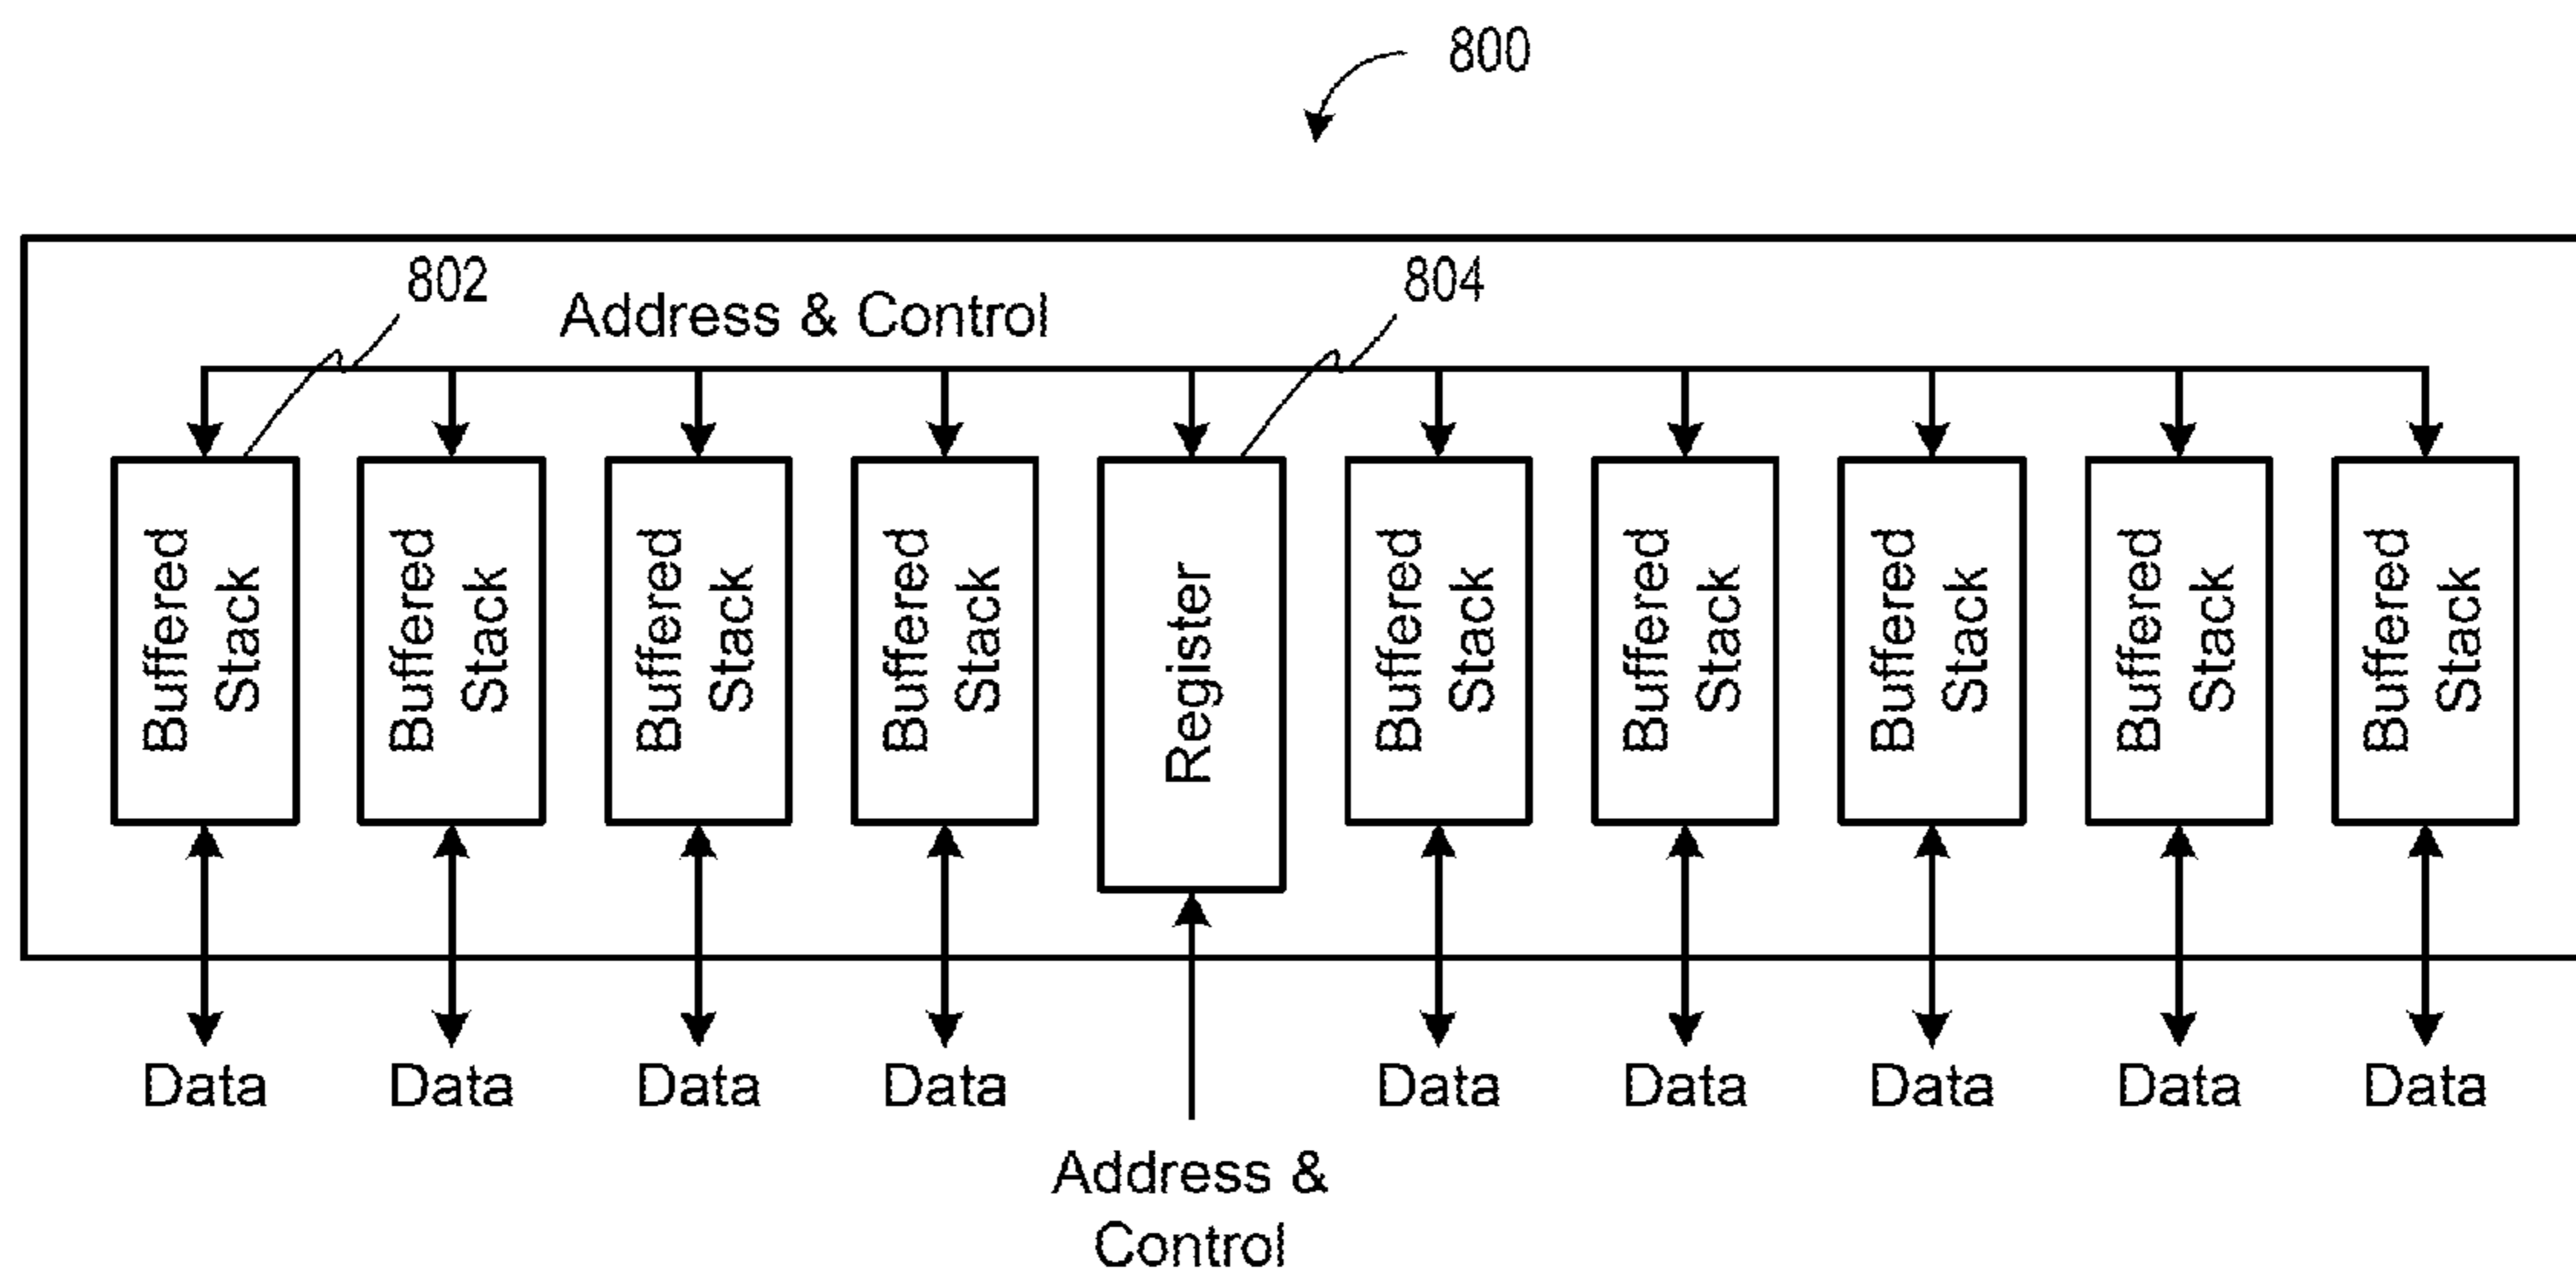 800
802
804
Address & Control
Buffered
Stack
Buffered
Stack
Buffered
Stack
Buffered
Stack
Register
Buffered
Stack
Buffered
Stack
Buffered
Stack
Buffered
Stack
Buffered
Stack
Data
Data
Data
Data
Data
Data
Data
Data
Data
Address &
Control